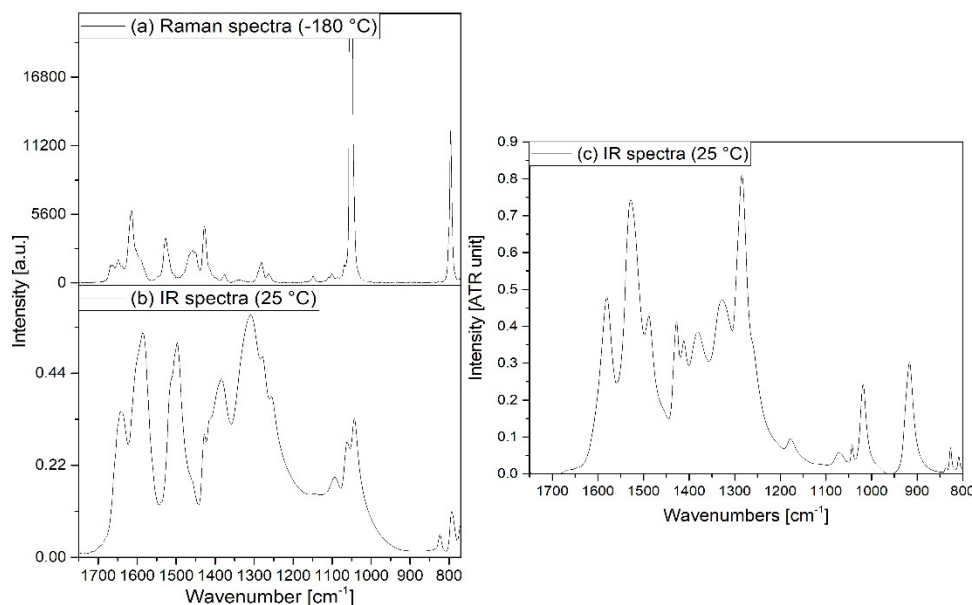 (a) Raman spectra (-180 °C)
16800
11200
5600
0
(b) IR spectra (25 °C)
0.44
0.22
0.00
Intensity [a.u.]
1700 1600 1500 1400 1300 1200 1100 1000 900 800
Wavenumber [cm-1]
(c) IR spectra (25 °C)
0.9
0.8
0.7
0.6
0.5
0.4
0.3
0.2
0.1
0.0
Intensity [ATR unit]
1700 1600 1500 1400 1300 1200 1100 1000 900 800
Wavenumbers [cm-1]